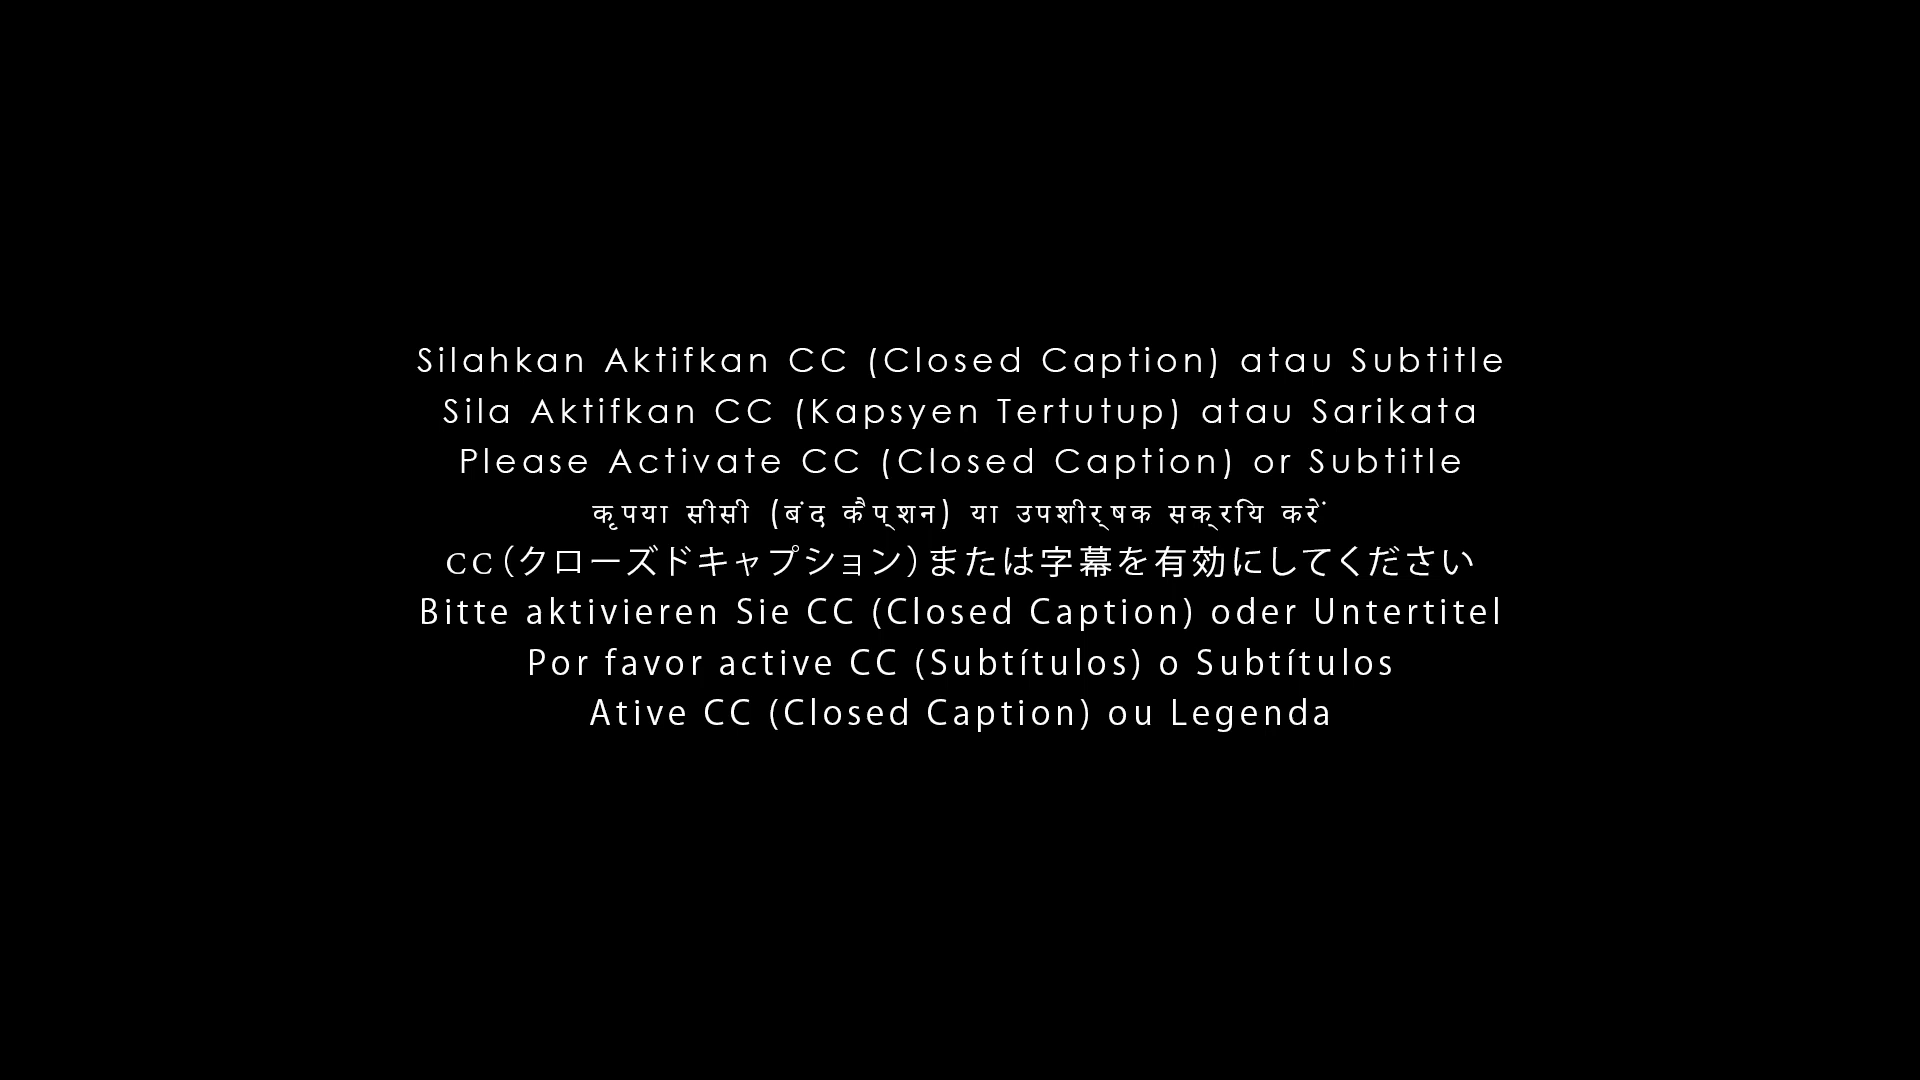 Silahkan Aktifkan CC (Closed Caption) atau Subtitle
Sila Aktifkan CC (Kapsyen Tertutup) atau Sarikata
Please Activate CC (Closed Caption) or Subtitle
कृपया सीसी (बंद कैप्शन) या उपशीर्षक सक्रिय करें
CC（クローズドキャプション）または字幕を有効にしてください
Bitte aktivieren Sie CC (Closed Caption) oder Untertitel
Por favor active CC (Subtítulos) o Subtítulos
Ative CC (Closed Caption) ou Legenda